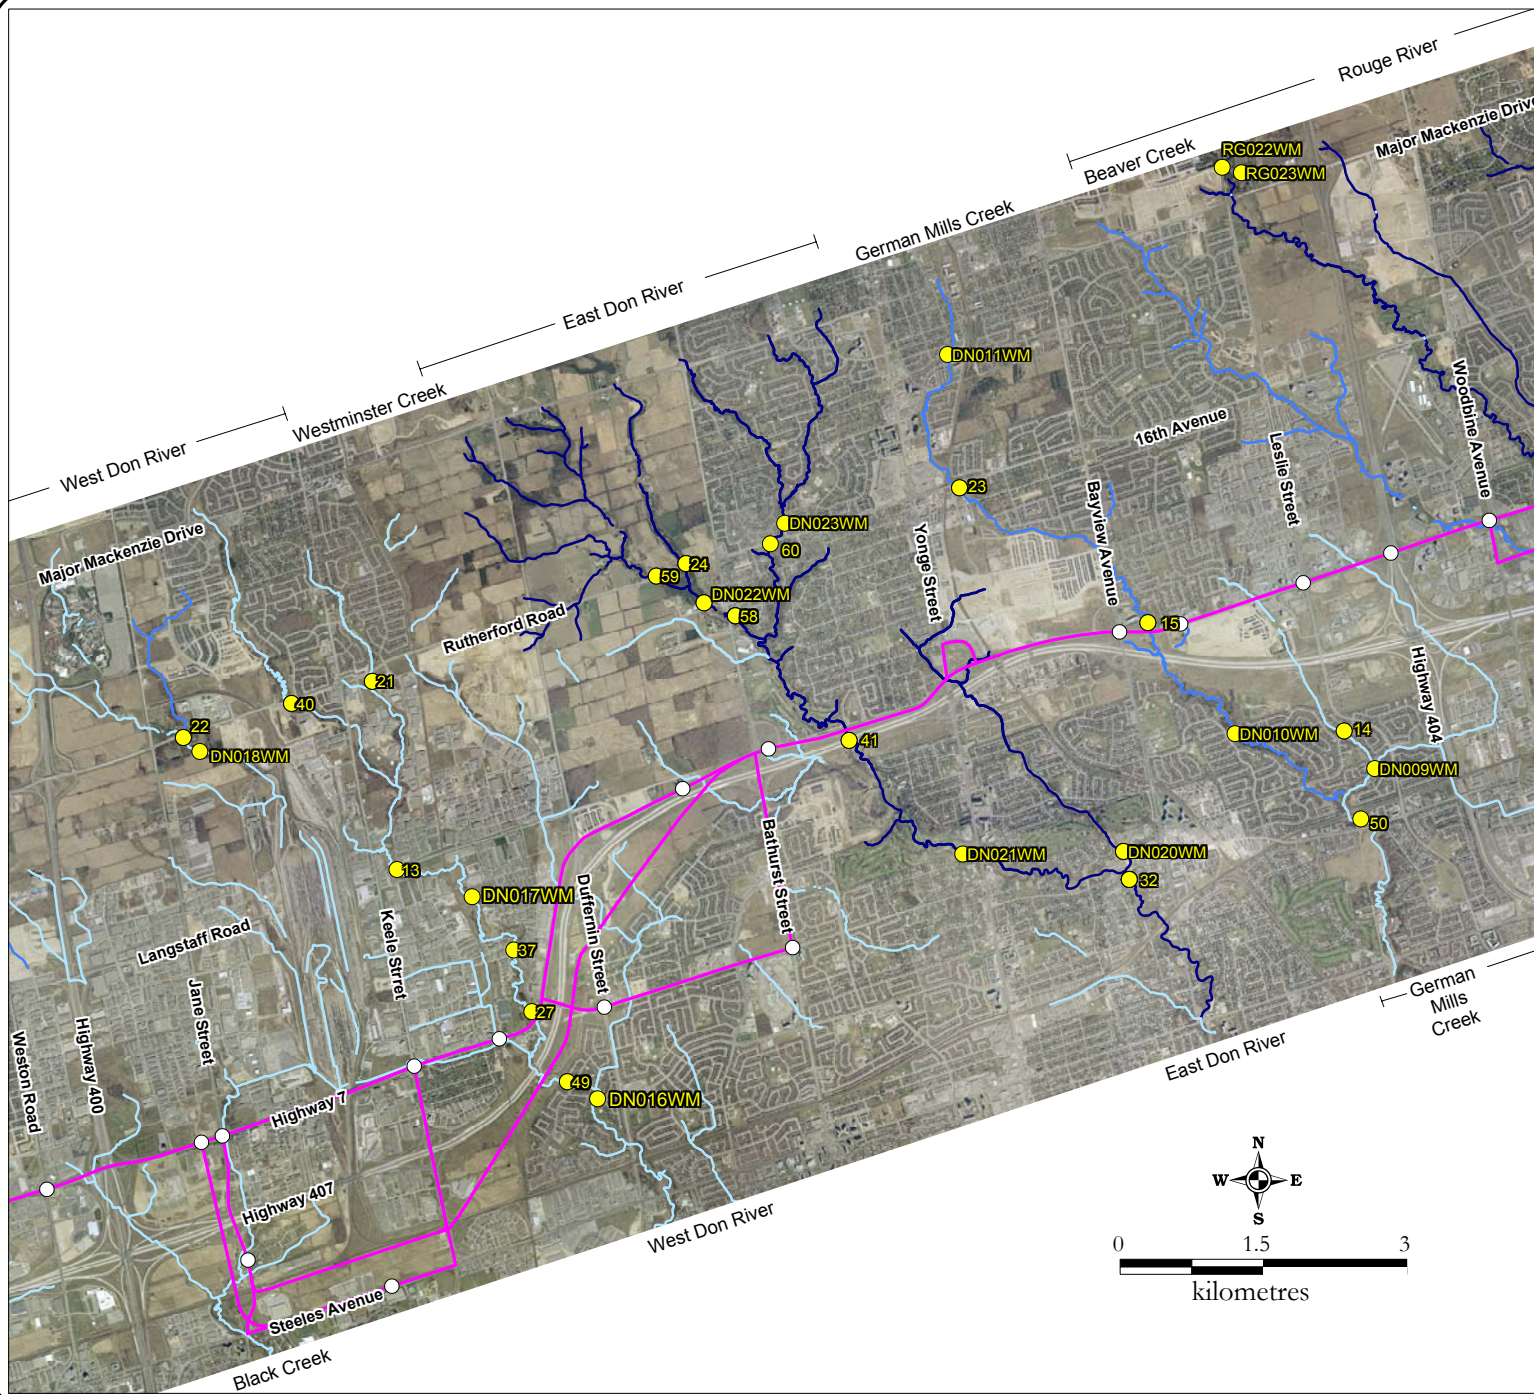 Rouge River
Major Mackenzie Drive
RG022WM
Beaver Creek
RG023WM
German Mills Creek
East Don River
DN011WM
Woodbine Avenue
Westminster Creek
16th Avenue
Leslie Street
West Don River
23
Bayview Avenue
DN023WM
Yonge Street
Major Mackenzie Drive
60
24
59
DN022WM
58
15
Rutherford Road
Highway 404
21
40
22
14
DN010WM
41
DN018WM
DN009WM
50
Bathurst Street
DN021WM
DN020WM
32
13
DN017WM
Duffernin Street
Keele Strret
Langstaff Road
37
Jane Street
German
Mills
Creek
27
Weston Road
Highway 400
East Don River
49
DN016WM
Highway 7
N
W E
S
Highway 407
West Don River
0 1.5 3
kilometres
Steeles Avenue
Black Creek